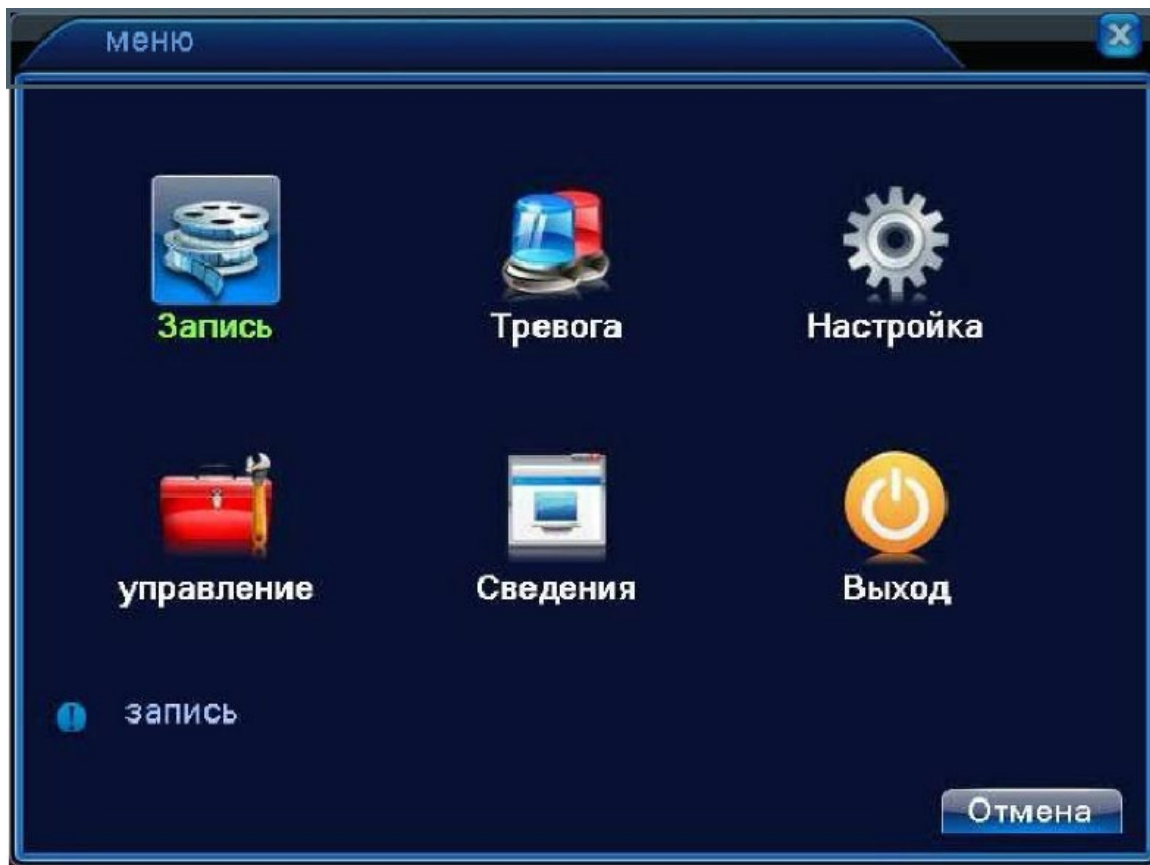 меню
Запись
Тревога
Настройка
управление
Сведения
Выход
запись
Отмена